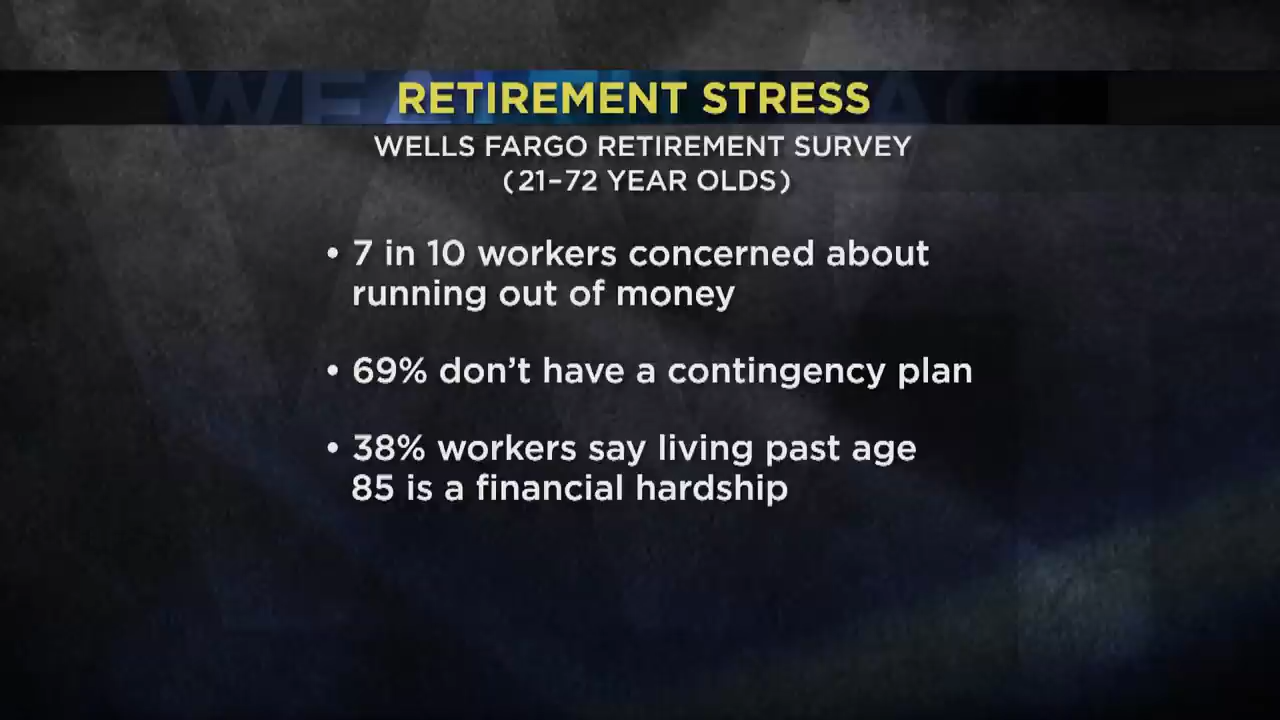 RETIREMENT STRESS
WELLS FARGO RETIREMENT SURVEY
(21–72 YEAR OLDS)
• 7 in 10 workers concerned about
running out of money
• 69% don't have a contingency plan
• 38% workers say living past age
85 is a financial hardship